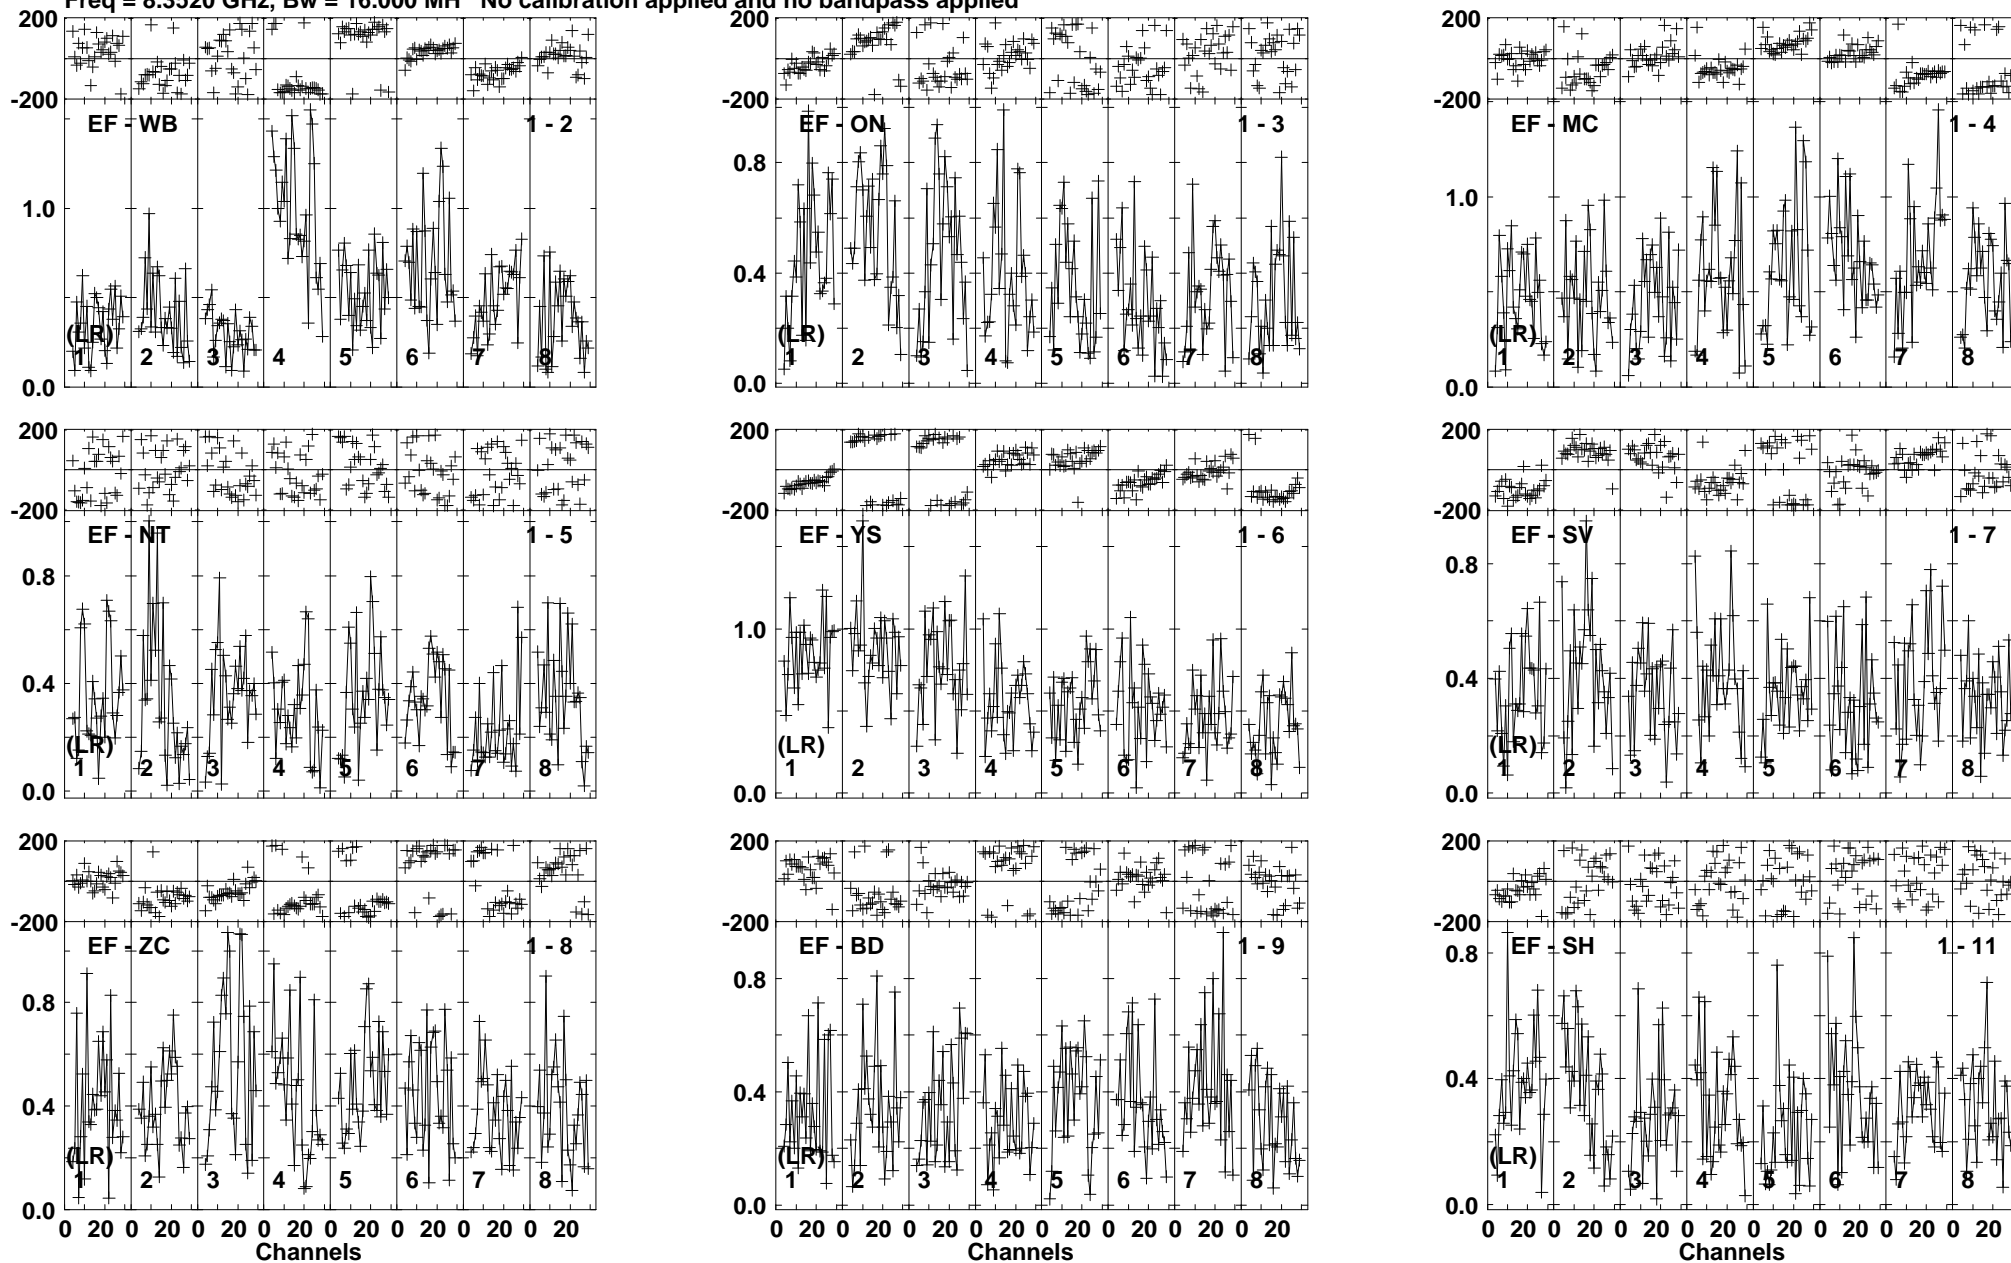 Freq = 8.3520 GHz, Bw = 16.000 MH No calibration applied and no bandpass applied
200 200 200
-200 -200 -200
EF - WB 1 - 2 EF - ON 1 - 3 EF - MC 1 - 4
1.0 0.8 1.0
0.4
(LR) (LR) (LR)
1 2 3 4 5 6 7 8 1 2 3 4 5 6 7 8 1 2 3 4 5 6 7 8
0.0 0.0 0.0
200 200 200
-200 -200 -200
EF - NT 1 - 5 EF - YS 1 - 6 EF - SV 1 - 7
0.8 1.0 0.8
0.4 0.4
(LR) (LR) (LR)
1 2 3 4 5 6 7 8 1 2 3 4 5 6 7 8 1 2 3 4 5 6 7 8
0.0 0.0 0.0
200 200 200
-200 -200 -200
EF - ZC 1 - 8 EF - BD 1 - 9 EF - SH 1 - 11
0.8 0.8 0.8
0.4 0.4 0.4
(LR) (LR) (LR)
1 2 3 4 5 6 7 8 1 2 3 4 5 6 7 8 1 2 3 4 5 6 7 8
0.0 0.0 0.0
0 20 0 20 0 20 0 20 0 20 0 20 0 20 0 20 0 20 0 20 0 20 0 20 0 20 0 20 0 20 0 20 0 20 0 20 0 20 0 20 0 20 0 20 0 20 0 20
Channels Channels Channels